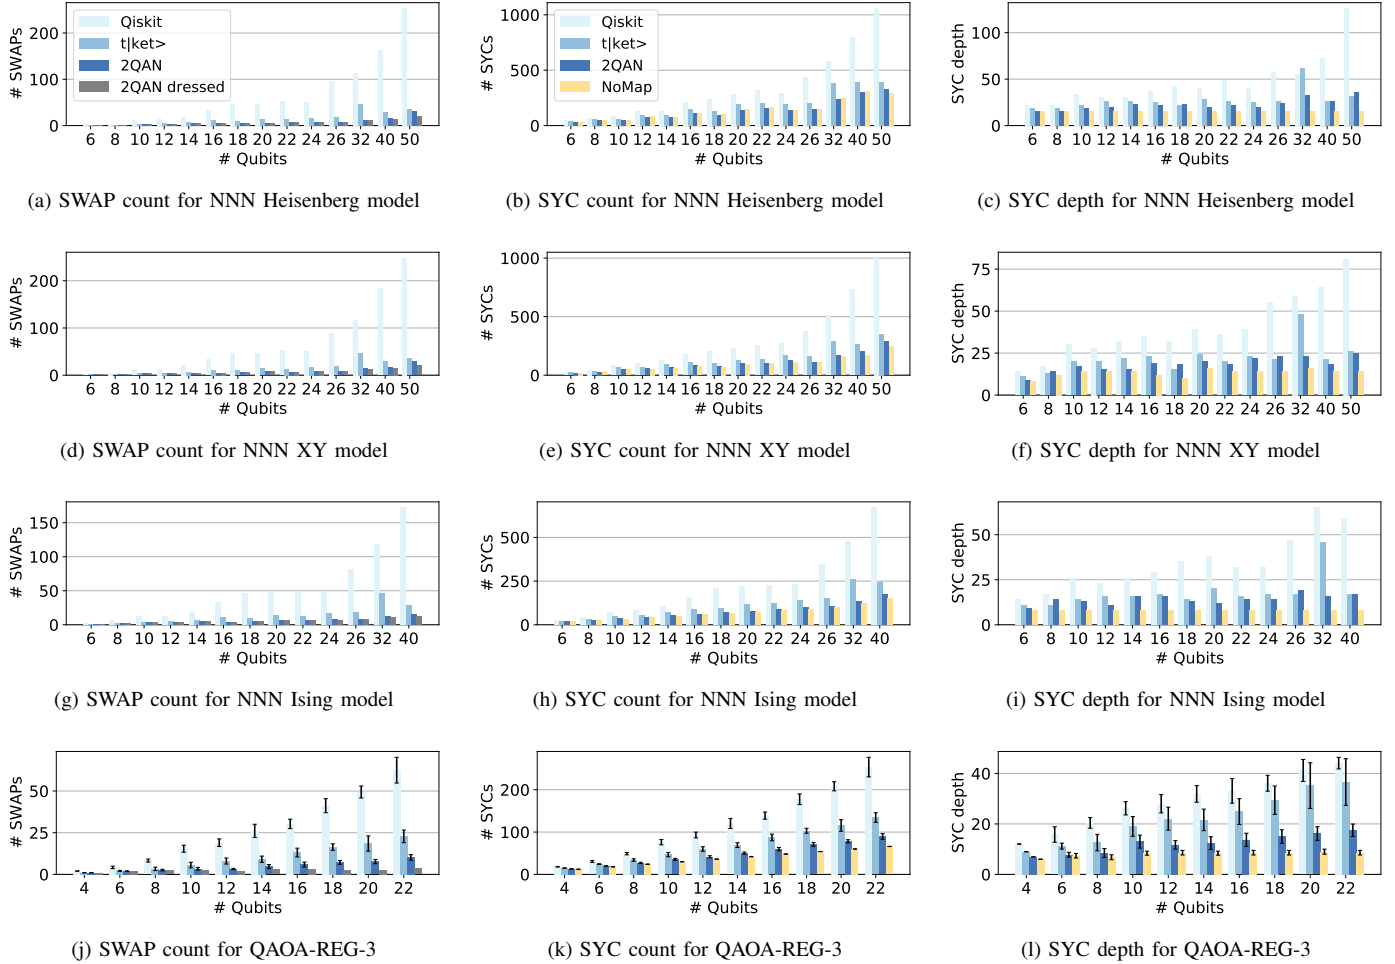 # SWAPs
200
100
0
Qiskit
t|ket>
2QAN
2QAN dressed
6 8 10 12 14 16 18 20 22 24 26 32 40 50
# Qubits
(a) SWAP count for NNN Heisenberg model
# SYCs
1000
500
0
Qiskit
t|ket>
2QAN
NoMap
6 8 10 12 14 16 18 20 22 24 26 32 40 50
# Qubits
(b) SYC count for NNN Heisenberg model
SYC depth
100
50
0
6 8 10 12 14 16 18 20 22 24 26 32 40 50
# Qubits
(c) SYC depth for NNN Heisenberg model
# SWAPs
200
100
0
6 8 10 12 14 16 18 20 22 24 26 32 40 50
# Qubits
(d) SWAP count for NNN XY model
# SYCs
1000
500
0
6 8 10 12 14 16 18 20 22 24 26 32 40 50
# Qubits
(e) SYC count for NNN XY model
SYC depth
75
50
25
0
6 8 10 12 14 16 18 20 22 24 26 32 40 50
# Qubits
(f) SYC depth for NNN XY model
# SWAPs
150
100
50
0
6 8 10 12 14 16 18 20 22 24 26 32 40
# Qubits
(g) SWAP count for NNN Ising model
# SYCs
500
250
0
6 8 10 12 14 16 18 20 22 24 26 32 40
# Qubits
(h) SYC count for NNN Ising model
SYC depth
50
25
0
6 8 10 12 14 16 18 20 22 24 26 32 40
# Qubits
(i) SYC depth for NNN Ising model
# SWAPs
50
25
0
4 6 8 10 12 14 16 18 20 22
# Qubits
(j) SWAP count for QAOA-REG-3
# SYCs
200
100
0
4 6 8 10 12 14 16 18 20 22
# Qubits
(k) SYC count for QAOA-REG-3
SYC depth
40
20
0
4 6 8 10 12 14 16 18 20 22
# Qubits
(l) SYC depth for QAOA-REG-3